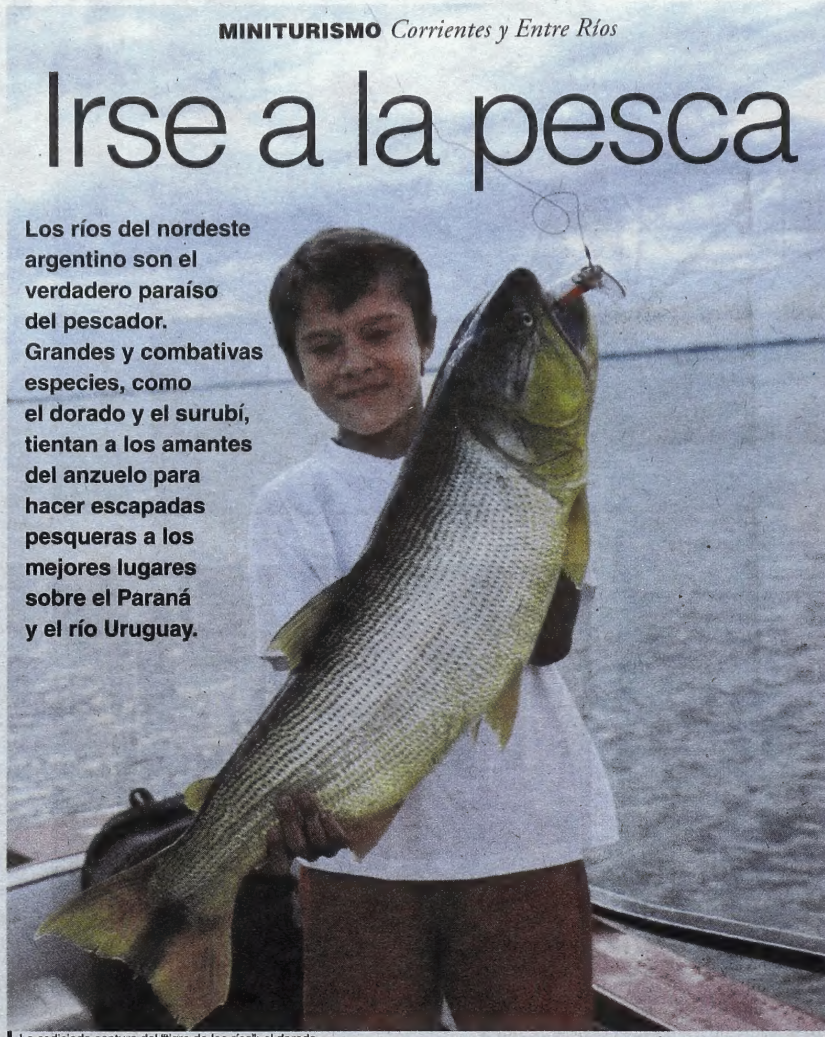 MINITURISMO Corrientes y Entre Ríos
Irse a la pesca
Los ríos del nordeste
argentino son el
verdadero paraíso
del pescador.
Grandes y combativas
especies, como
el dorado y el surubí,
tientan a los amantes
del anzuelo para
hacer escapadas
pesqueras a los
mejores lugares
sobre el Paraná
y el río Uruguay.